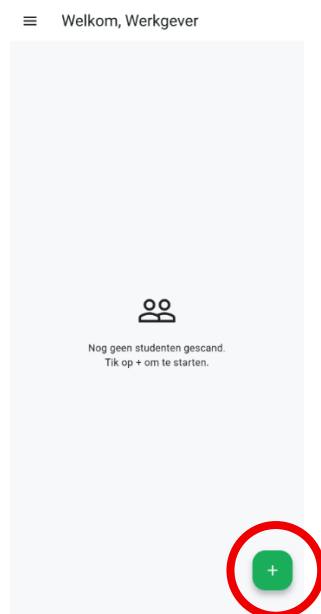 Welkom, Werkgever
Nog geen studenten gescand.
Tik op + om te starten.
+